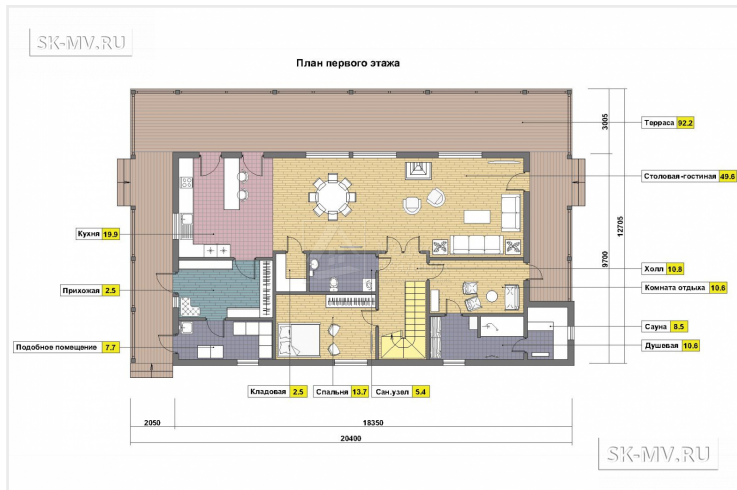 SK-MV.RU
План первого этажа
Терраса 92.2
Столовая-гостиная 49.6
Кухня 19.9
Холл 10.8
Прихожая 2.5
Комната отдыха 10.6
Сауна 8.5
Подобное помещение 7.7
Душевая 10.6
Кладовая 2.5
Спальня 13.7
Сан.узел 5.4
3005
12705
9700
2050
18350
20400
SK-MV.RU